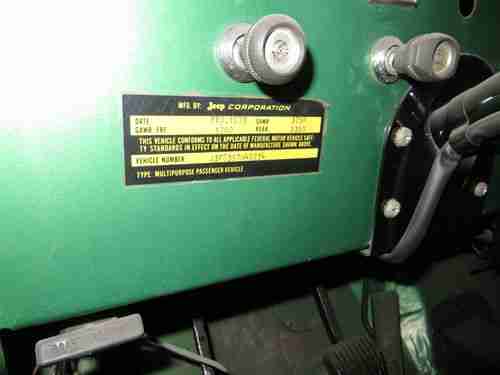 MFG. BY: Jeep CORPORATION
DATE GVWR
GAWR FRT REAR
THIS VEHICLE CONFORMS TO ALL APPLICABLE FEDERAL MOTOR VEHICLE SAFE-
TY STANDARDS IN EFFECT ON THE DATE OF MANUFACTURE SHOWN ABOVE.
VEHICLE NUMBER
TYPE: MULTIPURPOSE PASSENGER VEHICLE